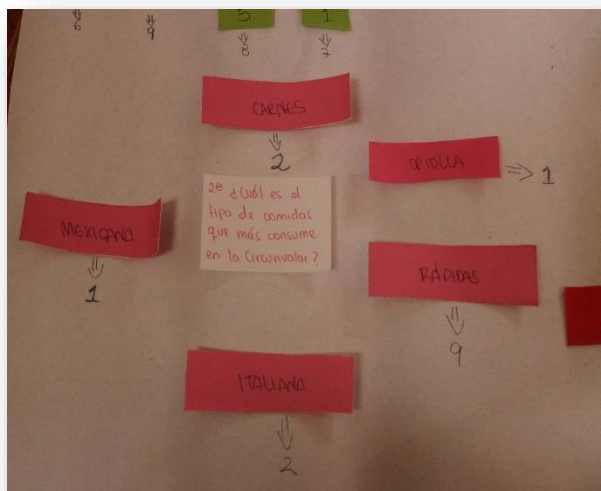 6
9
5
1
8
7
CARNES
2
CRIOLLA
1
2º ¿Cuál es el
tipo de comidas
que más consume
en la Circunvalar?
MEXICANA
1
RÁPIDAS
9
ITALIANA
2